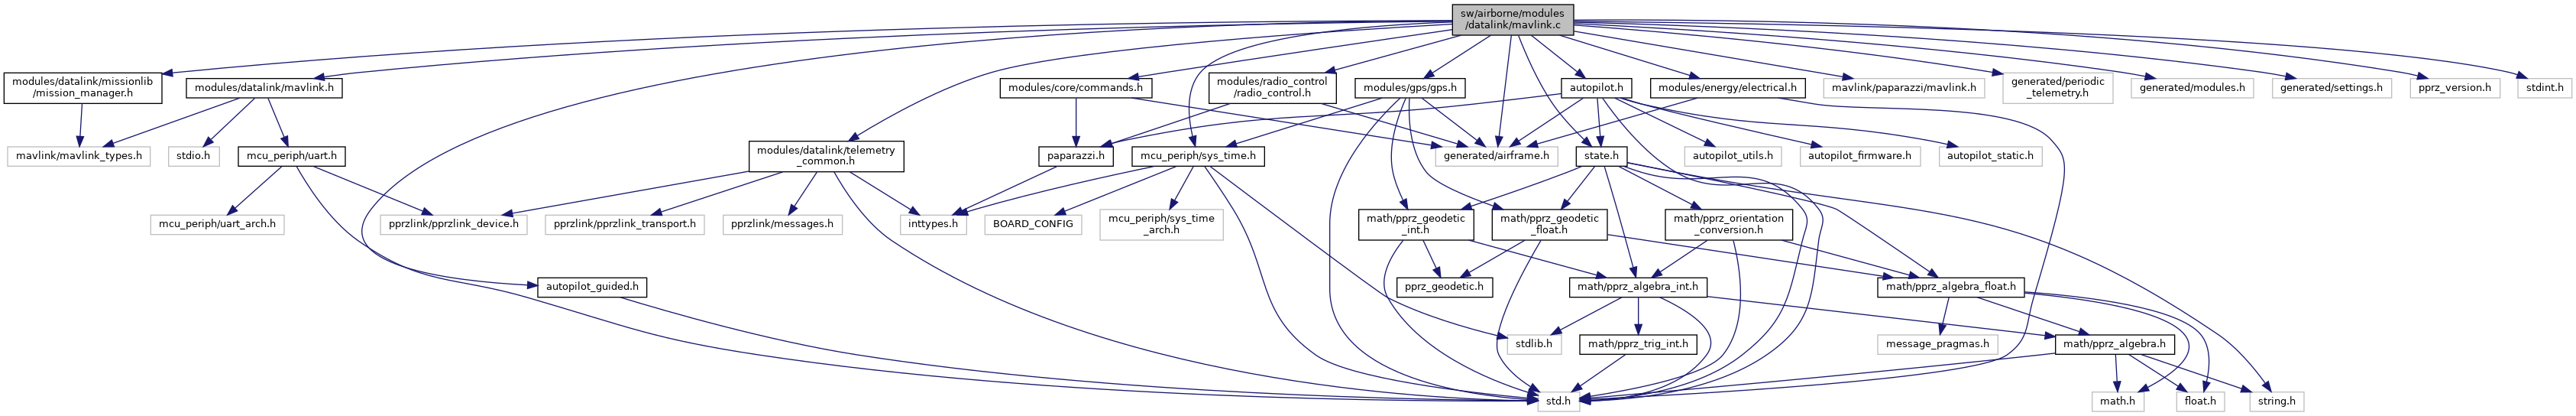 sw/airborne/modules
/datalink/mavlink.c
modules/datalink/missionlib
/mission_manager.h
modules/datalink/mavlink.h
modules/core/commands.h
modules/radio_control
/radio_control.h
modules/gps/gps.h
autopilot.h
modules/energy/electrical.h
mavlink/paparazzi/mavlink.h
generated/periodic
_telemetry.h
generated/modules.h
generated/settings.h
pprz_version.h
stdint.h
mavlink/mavlink_types.h
stdio.h
mcu_periph/uart.h
modules/datalink/telemetry
_common.h
paparazzi.h
mcu_periph/sys_time.h
generated/airframe.h
state.h
autopilot_utils.h
autopilot_firmware.h
autopilot_static.h
mcu_periph/uart_arch.h
pprzlink/pprzlink_device.h
pprzlink/pprzlink_transport.h
pprzlink/messages.h
inttypes.h
BOARD_CONFIG
mcu_periph/sys_time
_arch.h
math/pprz_geodetic
_int.h
math/pprz_geodetic
_float.h
math/pprz_orientation
_conversion.h
autopilot_guided.h
pprz_geodetic.h
math/pprz_algebra_int.h
math/pprz_algebra_float.h
stdlib.h
math/pprz_trig_int.h
message_pragmas.h
math/pprz_algebra.h
std.h
math.h
float.h
string.h